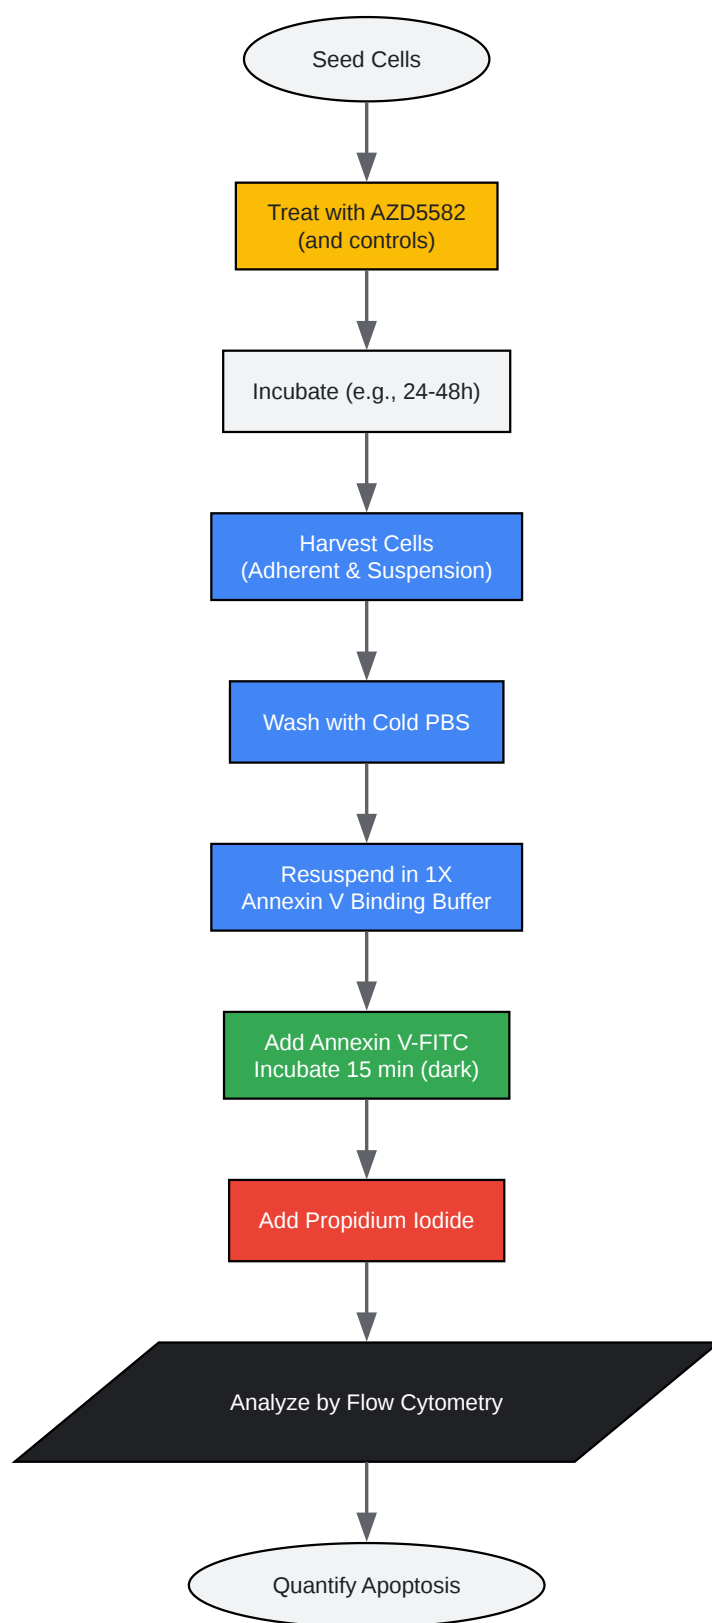 Seed Cells
Treat with AZD5582
(and controls)
Incubate (e.g., 24-48h)
Harvest Cells
(Adherent & Suspension)
Wash with Cold PBS
Resuspend in 1X
Annexin V Binding Buffer
Add Annexin V-FITC
Incubate 15 min (dark)
Add Propidium Iodide
Analyze by Flow Cytometry
Quantify Apoptosis